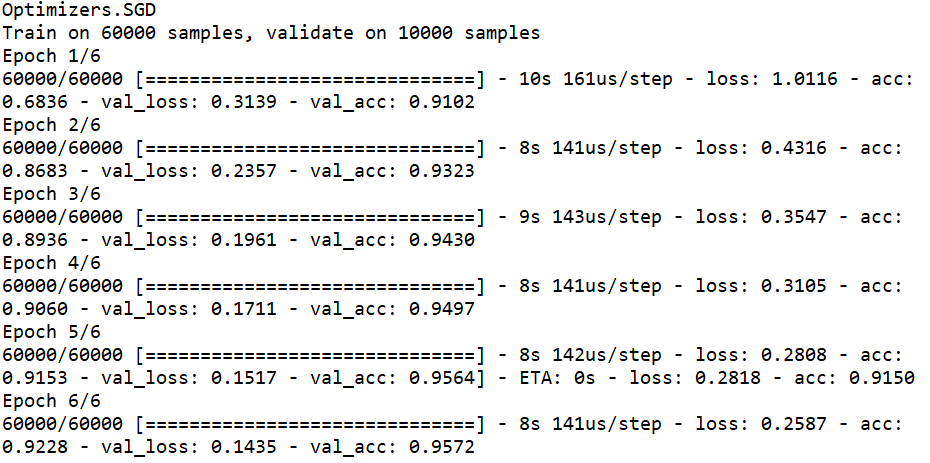 Optimizers.SGD
Train on 60000 samples, validate on 10000 samples
Epoch 1/6
60000/60000 [==============================] - 10s 161us/step - loss: 1.0116 - acc:
0.6836 - val_loss: 0.3139 - val_acc: 0.9102
Epoch 2/6
60000/60000 [==============================] - 8s 141us/step - loss: 0.4316 - acc:
0.8683 - val_loss: 0.2357 - val_acc: 0.9323
Epoch 3/6
60000/60000 [==============================] - 9s 143us/step - loss: 0.3547 - acc:
0.8936 - val_loss: 0.1961 - val_acc: 0.9430
Epoch 4/6
60000/60000 [==============================] - 8s 141us/step - loss: 0.3105 - acc:
0.9060 - val_loss: 0.1711 - val_acc: 0.9497
Epoch 5/6
60000/60000 [==============================] - 8s 142us/step - loss: 0.2808 - acc:
0.9153 - val_loss: 0.1517 - val_acc: 0.9564] - ETA: 0s - loss: 0.2818 - acc: 0.9150
Epoch 6/6
60000/60000 [==============================] - 8s 141us/step - loss: 0.2587 - acc:
0.9228 - val_loss: 0.1435 - val_acc: 0.9572